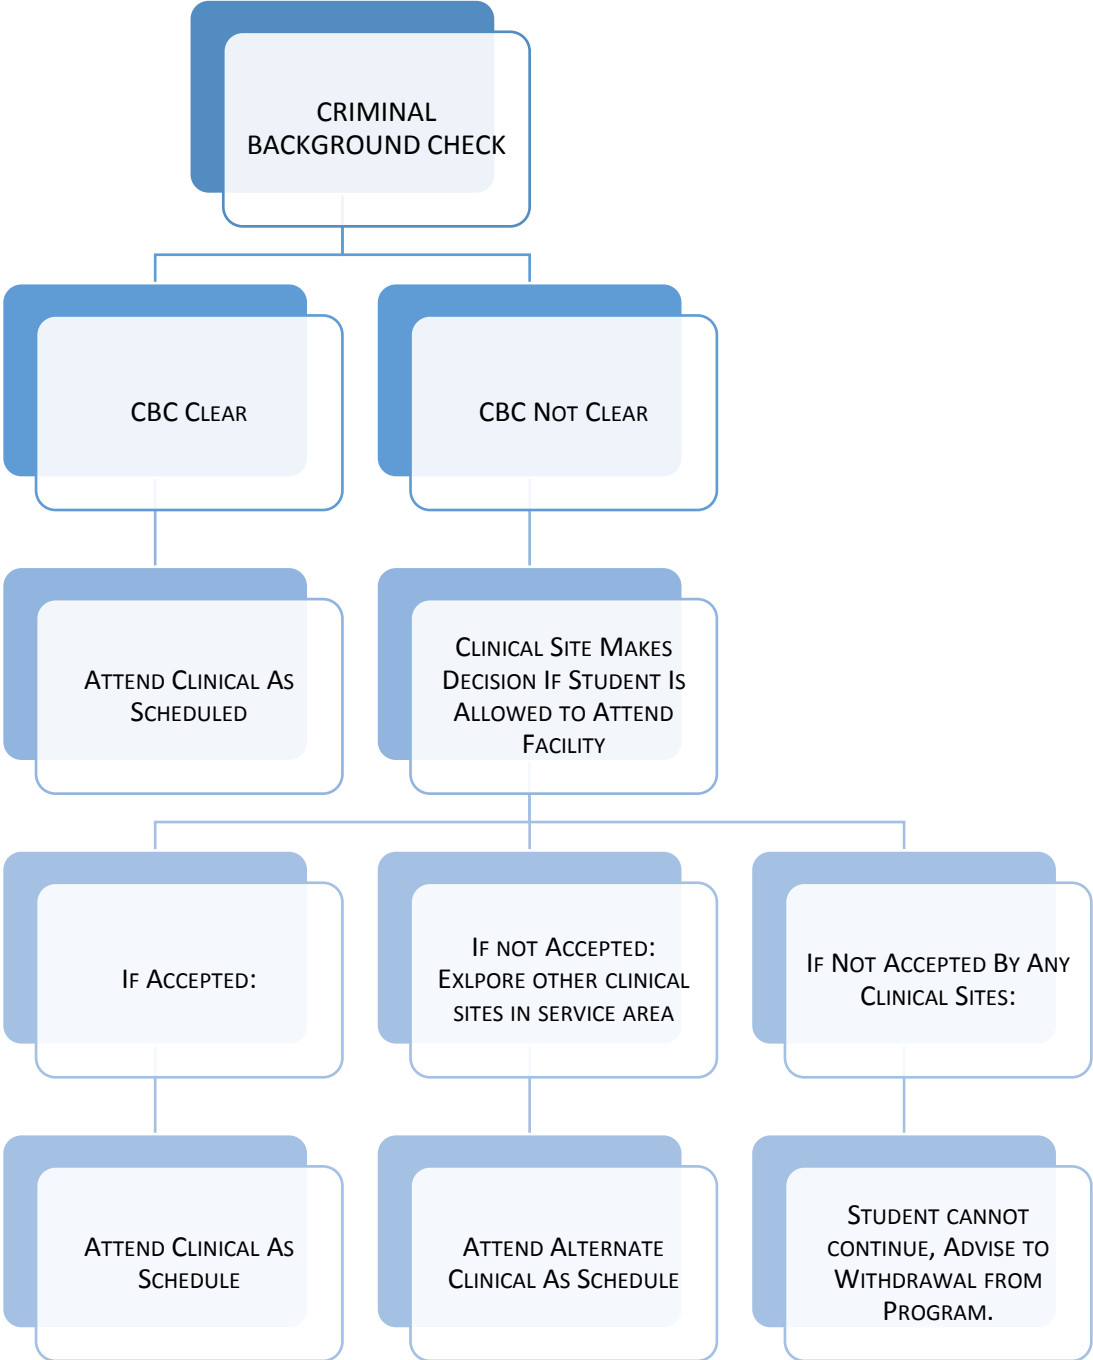 CRIMINAL
BACKGROUND CHECK
CBC CLEAR
CBC NOT CLEAR
ATTEND CLINICAL AS
SCHEDULED
CLINICAL SITE MAKES
DECISION IF STUDENT IS
ALLOWED TO ATTEND
FACILITY
IF ACCEPTED:
IF NOT ACCEPTED:
EXLPORE OTHER CLINICAL
SITES IN SERVICE AREA
IF NOT ACCEPTED BY ANY
CLINICAL SITES:
ATTEND CLINICAL AS
SCHEDULE
ATTEND ALTERNATE
CLINICAL AS SCHEDULE
STUDENT CANNOT
CONTINUE, ADVISE TO
WITHDRAWAL FROM
PROGRAM.